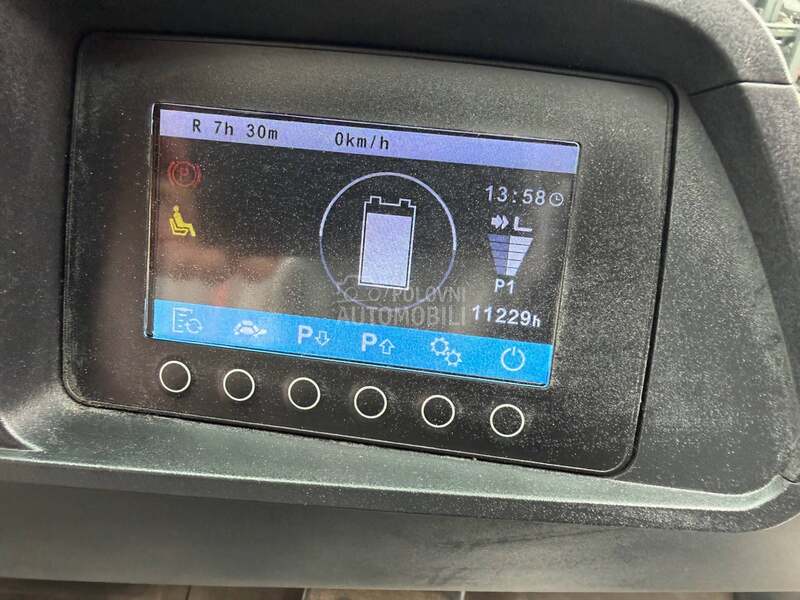 R 7h 30m 0km/h
(P)
13:58
P1
POLOVNI
AUTOMOBILI
11229h
P P